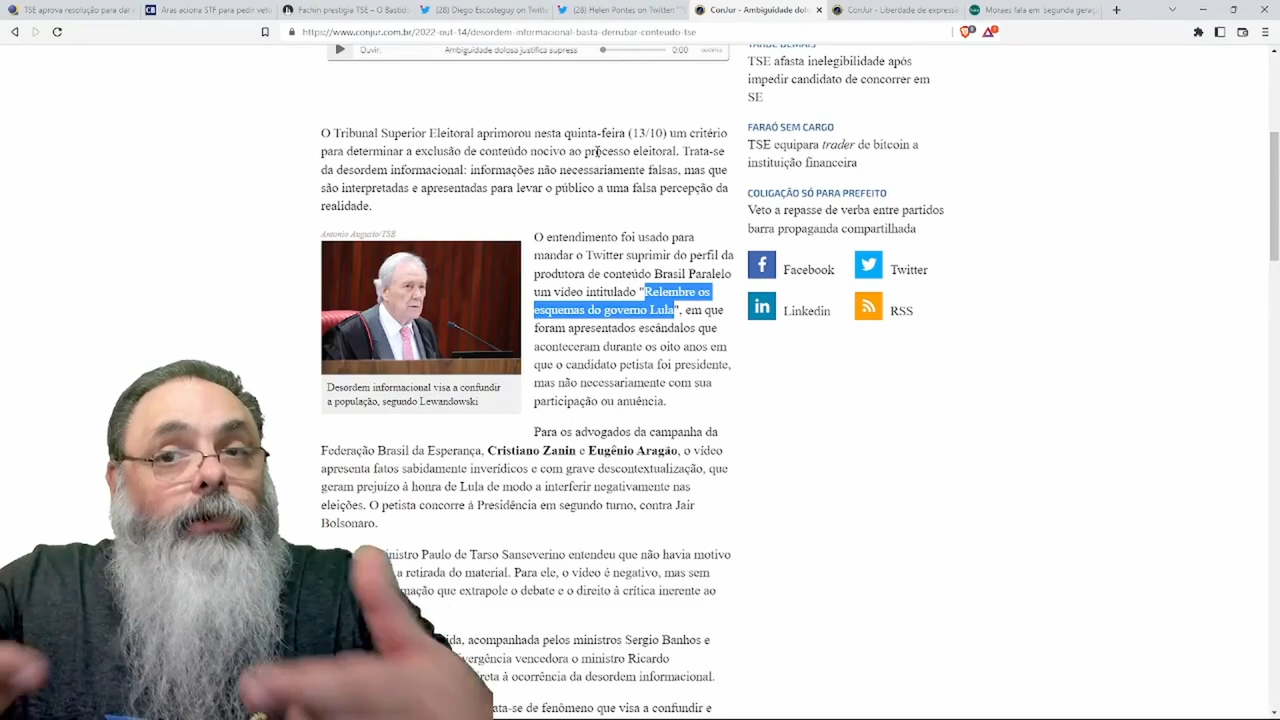 TSE aprova resolução para dar
Aras aciona STF para pedir veto
Fachin prestigia TSE – O Bastid
(28) Diego Escosteguy on Twitt
(28) Helen Pontes on Twitter: "
ConJur - Ambiguidade dolos
ConJur - Liberdade de expressã
Moraes fala em 'segunda geraç
https://www.conjur.com.br/2022-out-14/desordem-informacional-basta-derrubar-conteudo-tse
Ouvir:
Ambiguidade dolosa justifica supress
0:00
TARDE DEMAIS
TSE afasta inelegibilidade após
impedir candidato de concorrer em
SE
FARAÓ SEM CARGO
TSE equipara trader de bitcoin a
instituição financeira
COLIGAÇÃO SÓ PARA PREFEITO
Veto a repasse de verba entre partidos
barra propaganda compartilhada
Facebook
Twitter
Linkedin
RSS
O Tribunal Superior Eleitoral aprimorou nesta quinta-feira (13/10) um critério
para determinar a exclusão de conteúdo nocivo ao processo eleitoral. Trata-se
da desordem informacional: informações não necessariamente falsas, mas que
são interpretadas e apresentadas para levar o público a uma falsa percepção da
realidade.
Antonio Augusto/TSE
Desordem informacional visa a confundir
a população, segundo Lewandowski
O entendimento foi usado para
mandar o Twitter suprimir do perfil da
produtora de conteúdo Brasil Paralelo
um vídeo intitulado "Relembre os
esquemas do governo Lula", em que
foram apresentados escândalos que
aconteceram durante os oito anos em
que o candidato petista foi presidente,
mas não necessariamente com sua
participação ou anuência.
Para os advogados da campanha da
Federação Brasil da Esperança, Cristiano Zanin e Eugênio Aragão, o vídeo
apresenta fatos sabidamente inverídicos e com grave descontextualização, que
geram prejuízo à honra de Lula de modo a interferir negativamente nas
eleições. O petista concorre à Presidência em segundo turno, contra Jair
Bolsonaro.
Paulo de Tarso Sanseverino entendeu que não havia motivo
a retirada do material. Para ele, o vídeo é negativo, mas sem
que extrapole o debate e o direito à crítica inerente ao
acompanhada pelos ministros Sergio Banhos e
vencedora o ministro Ricardo
à ocorrência da desordem informacional.
de fenômeno que visa a confundir e